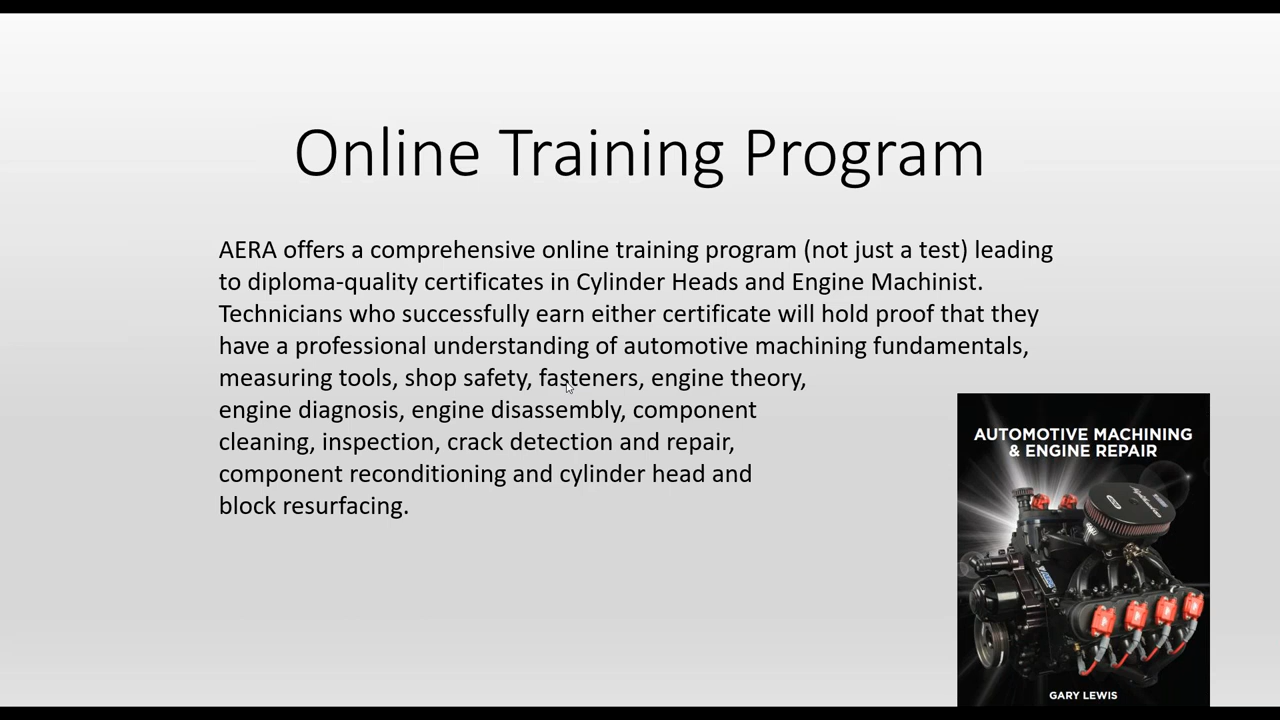 Online Training Program
AERA offers a comprehensive online training program (not just a test) leading
to diploma-quality certificates in Cylinder Heads and Engine Machinist.
Technicians who successfully earn either certificate will hold proof that they
have a professional understanding of automotive machining fundamentals,
measuring tools, shop safety, fasteners, engine theory,
engine diagnosis, engine disassembly, component
cleaning, inspection, crack detection and repair,
component reconditioning and cylinder head and
block resurfacing.
AUTOMOTIVE MACHINING
& ENGINE REPAIR
GARY LEWIS